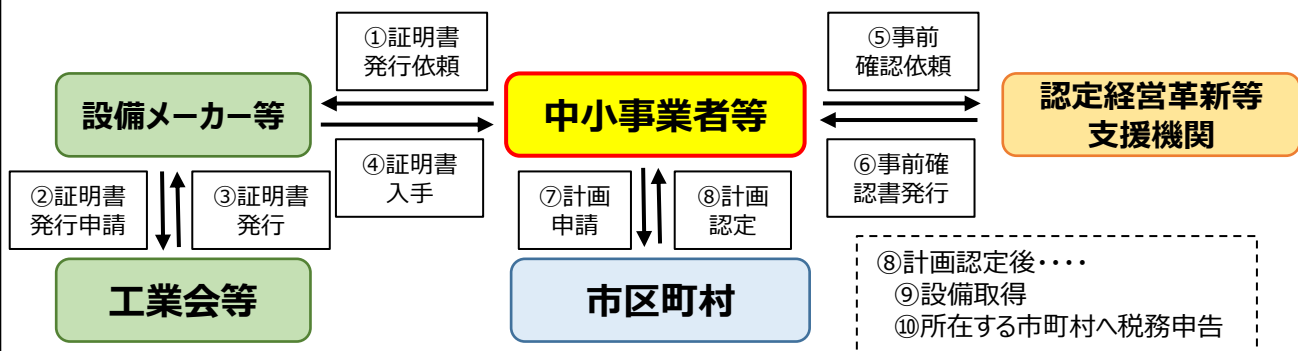 ①証明書
発行依頼
⑤事前
確認依頼
設備メーカー等
中小事業者等
認定経営革新等
支援機関
②証明書
発行申請
③証明書
発行
④証明書
入手
⑦計画
申請
⑧計画
認定
⑥事前確
認書発行
工業会等
市区町村
⑧計画認定後・・・・
⑨設備取得
⑩所在する市町村へ税務申告